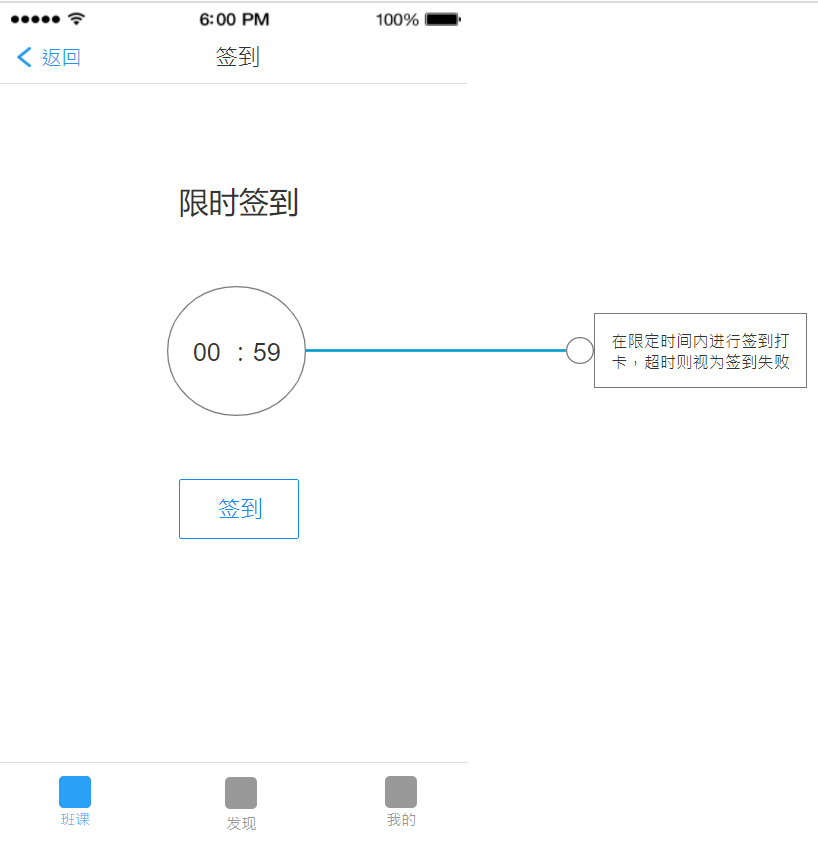 6:00 PM 100%
返回 签到
限时签到
00 : 59
在限定时间内进行签到打
卡，超时则视为签到失败
签到
班课 发现 我的